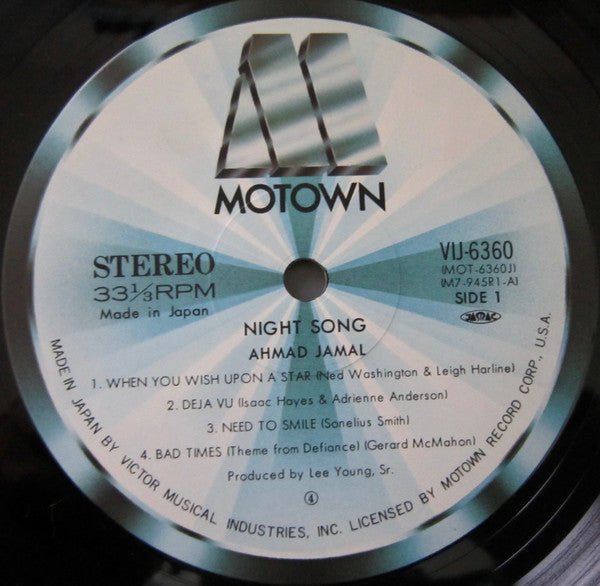 MOTOWN
STEREO
33⅓RPM
Made in Japan
VIJ-6360
(MOT-6360J)
(M7-945R1-A)
SIDE 1
JASRAC
NIGHT SONG
AHMAD JAMAL
1. WHEN YOU WISH UPON A STAR (Ned Washington & Leigh Harline)
2. DEJA VU (Isaac Hayes & Adrienne Anderson)
3. NEED TO SMILE (Sonelius Smith)
4. BAD TIMES (Theme from Defiance) (Gerard McMahon)
Produced by Lee Young, Sr.
④
MADE IN JAPAN BY VICTOR MUSICAL INDUSTRIES, INC. LICENSED BY MOTOWN RECORD CORP., U.S.A.